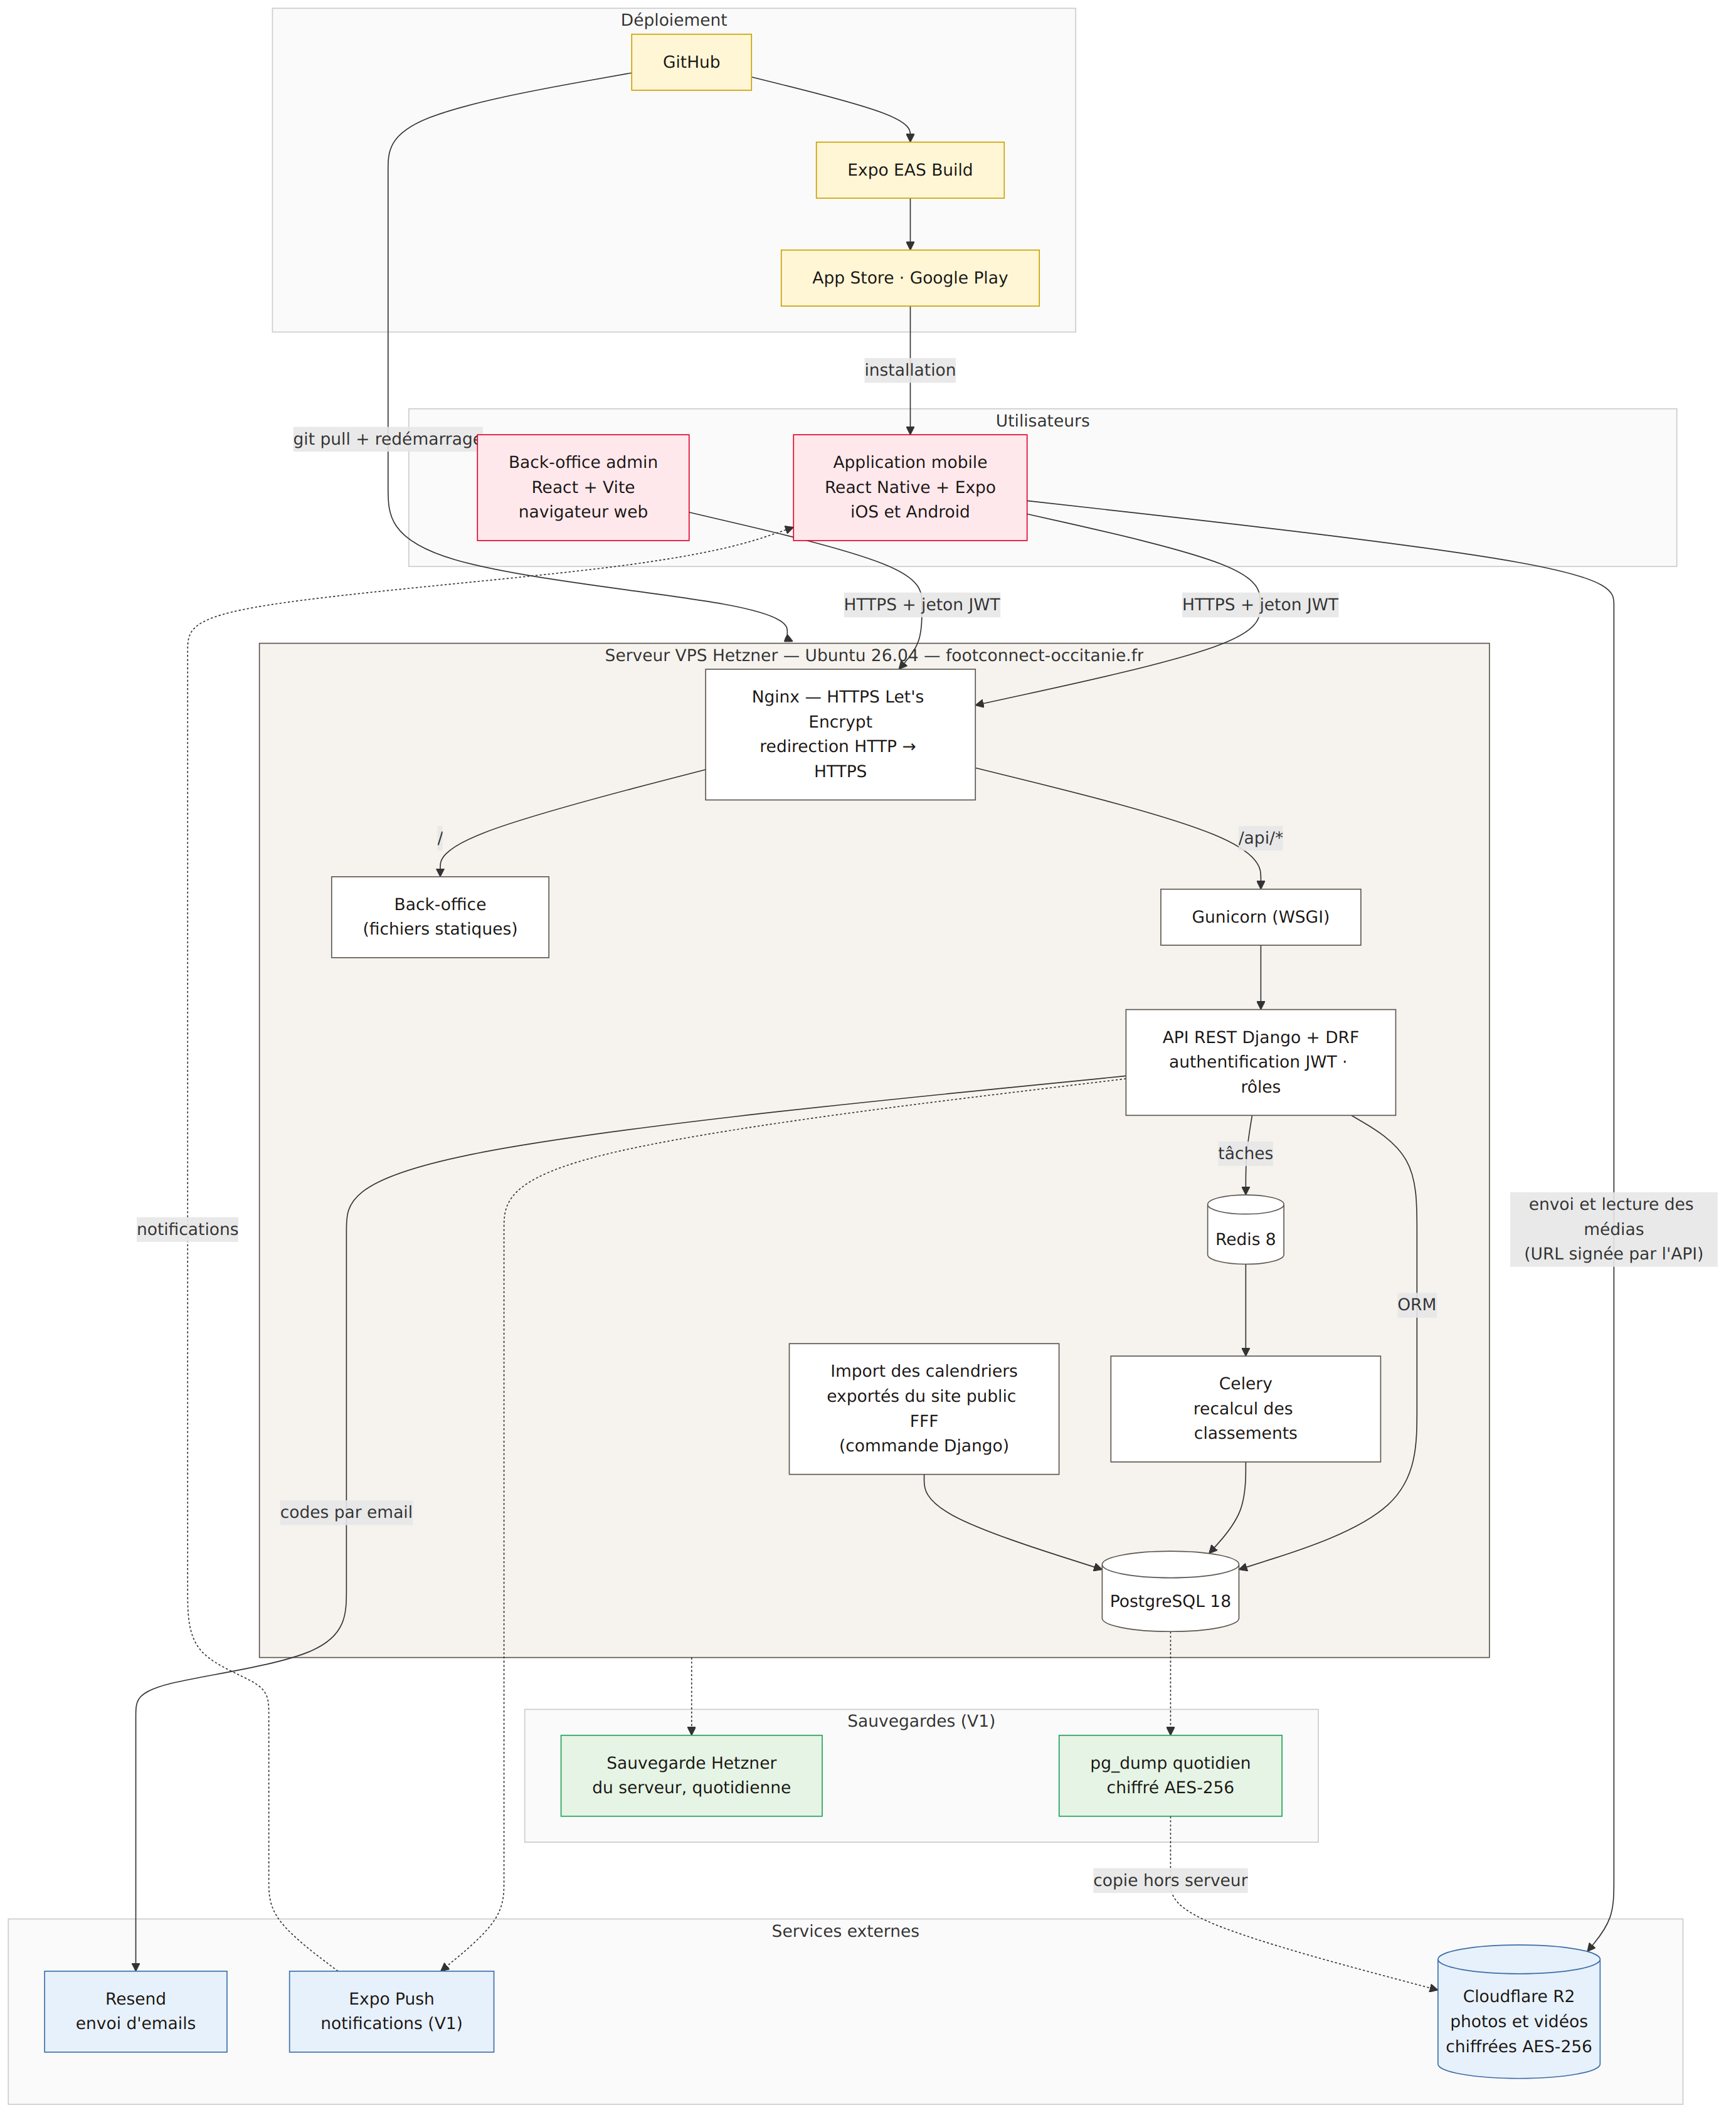 Déploiement
GitHub
Expo EAS Build
App Store · Google Play
installation
Utilisateurs
git pull + redémarrage
Back-office admin
React + Vite
navigateur web
Application mobile
React Native + Expo
iOS et Android
HTTPS + jeton JWT
HTTPS + jeton JWT
Serveur VPS Hetzner — Ubuntu 26.04 — footconnect-occitanie.fr
Nginx — HTTPS Let's
Encrypt
redirection HTTP →
HTTPS
/
/api/*
Back-office
(fichiers statiques)
Gunicorn (WSGI)
API REST Django + DRF
authentification JWT ·
rôles
tâches
notifications
Redis 8
envoi et lecture des
médias
(URL signée par l'API)
ORM
Import des calendriers
exportés du site public
FFF
(commande Django)
Celery
recalcul des
classements
codes par email
PostgreSQL 18
Sauvegardes (V1)
Sauvegarde Hetzner
du serveur, quotidienne
pg_dump quotidien
chiffré AES-256
copie hors serveur
Services externes
Resend
envoi d'emails
Expo Push
notifications (V1)
Cloudflare R2
photos et vidéos
chiffrées AES-256